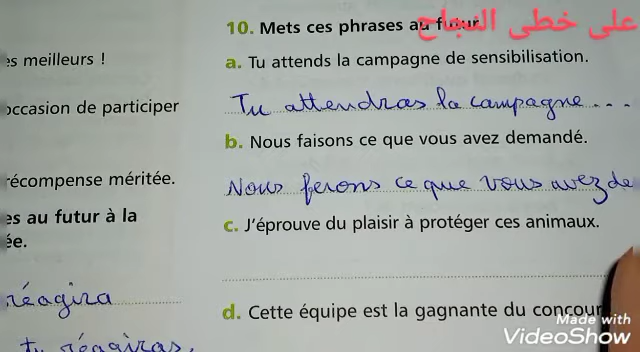 10. Mets ces phrases au futur
على خطى النجاح
es meilleurs !
a. Tu attends la campagne de sensibilisation.
occasion de participer
Tu attendras la campagne...
b. Nous faisons ce que vous avez demandé.
récompense méritée.
Nous ferons ce que vous avez de
es au futur à la
ée.
c. J'éprouve du plaisir à protéger ces animaux.
réagira
d. Cette équipe est la gagnante du concour
tu réagiras.
Made with
VideoShow